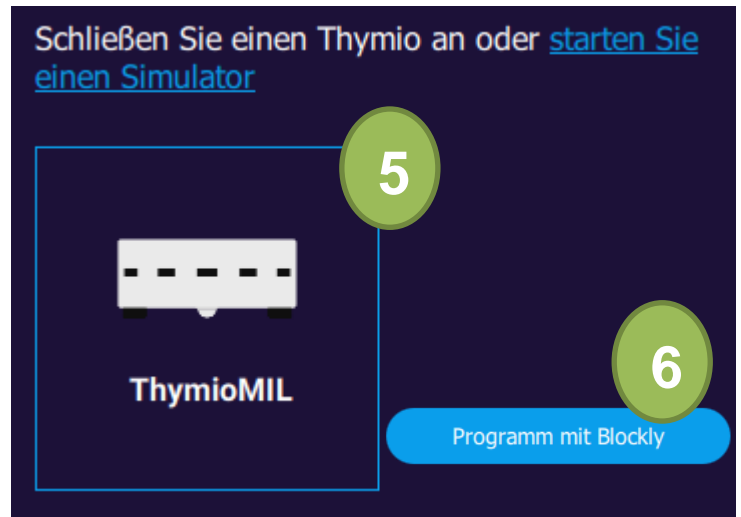 Schließen Sie einen Thymio an oder starten Sie
einen Simulator
5
ThymioMIL
6
Programm mit Blockly